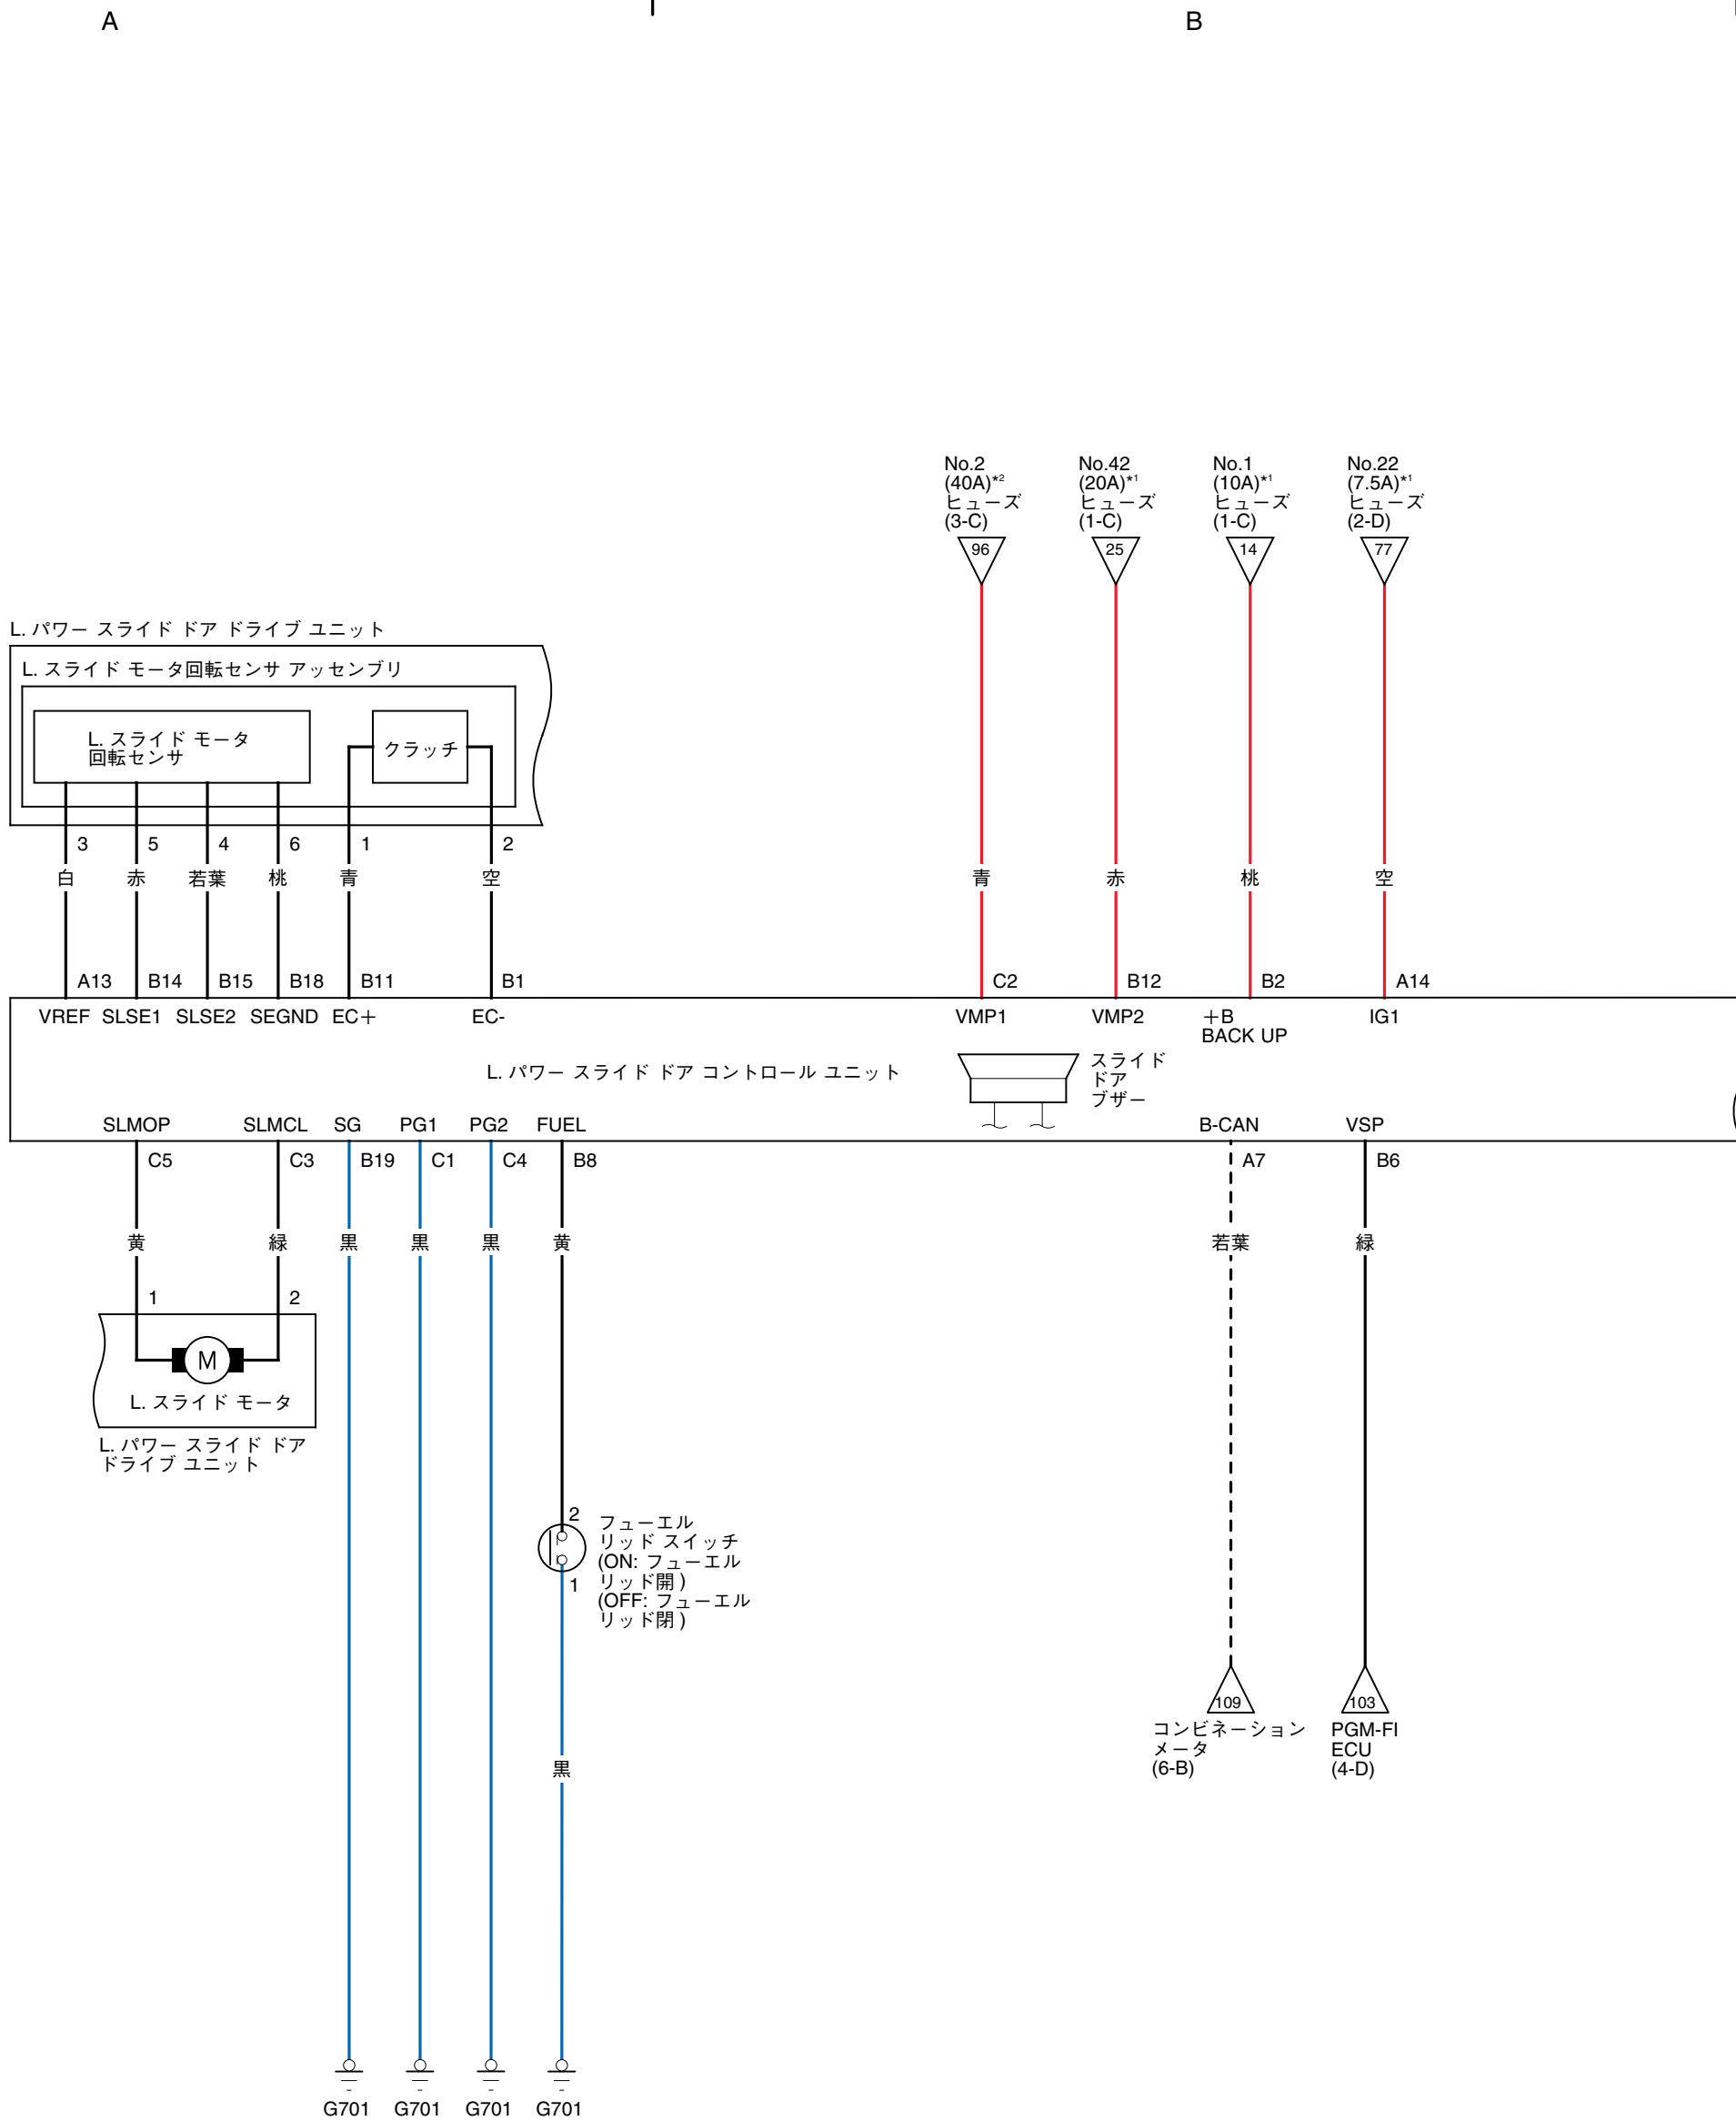 A
B
No.2
(40A)*2
ヒューズ
(3-C)
96
No.42
(20A)*1
ヒューズ
(1-C)
25
No.1
(10A)*1
ヒューズ
(1-C)
14
No.22
(7.5A)*1
ヒューズ
(2-D)
77
L. パワー スライド ドア ドライブ ユニット
L. スライド モータ回転センサ アッセンブリ
L. スライド モータ
回転センサ
クラッチ
3 5 4 6 1 2
白 赤 若葉 桃 青 空 青 赤 桃 空
A13 B14 B15 B18 B11 B1 C2 B12 B2 A14
VREF SLSE1 SLSE2 SEGND EC+ EC- VMP1 VMP2 +B IG1
BACK UP
L. パワー スライド ドア コントロール ユニット
スライド
ドア
ブザー
SLMOP SLMCL SG PG1 PG2 FUEL B-CAN VSP
C5 C3 B19 C1 C4 B8 A7 B6
黄 緑 黒 黒 黒 黄 若葉 緑
1 2
M
L. スライド モータ
L. パワー スライド ドア
ドライブ ユニット
2
フューエル
リッド スイッチ
(ON: フューエル
リッド開)
(OFF: フューエル
リッド閉)
1
黒
109
コンビネーション
メータ
(6-B)
103
PGM-FI
ECU
(4-D)
G701 G701 G701 G701